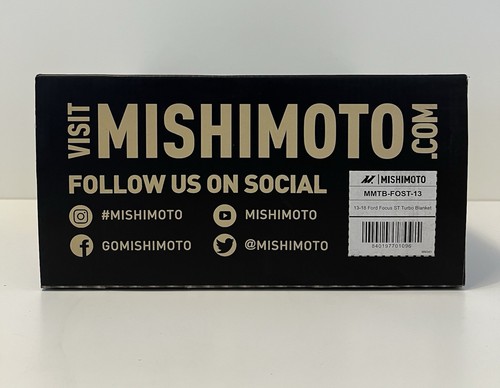 VISIT MISHIMOTO .COM
FOLLOW US ON SOCIAL
#MISHIMOTO
MISHIMOTO
GOMISHIMOTO
@MISHIMOTO
MISHIMOTO
MMTB-FOST-13
13-18 Ford Focus ST Turbo Blanket
840197701696